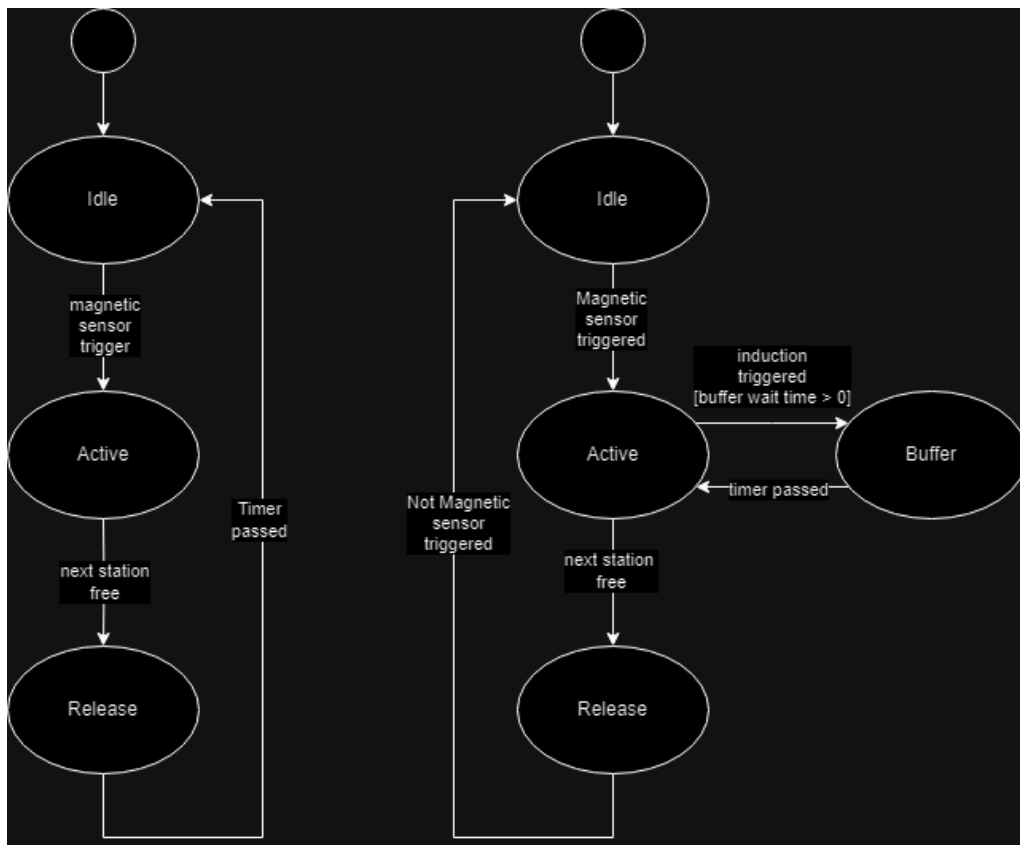 Idle
magnetic
sensor
trigger
Active
Timer
passed
next station
free
Release
Idle
Magnetic
sensor
triggered
induction
triggered
[buffer wait time > 0]
Active
Buffer
timer passed
Not Magnetic
sensor
triggered
next station
free
Release